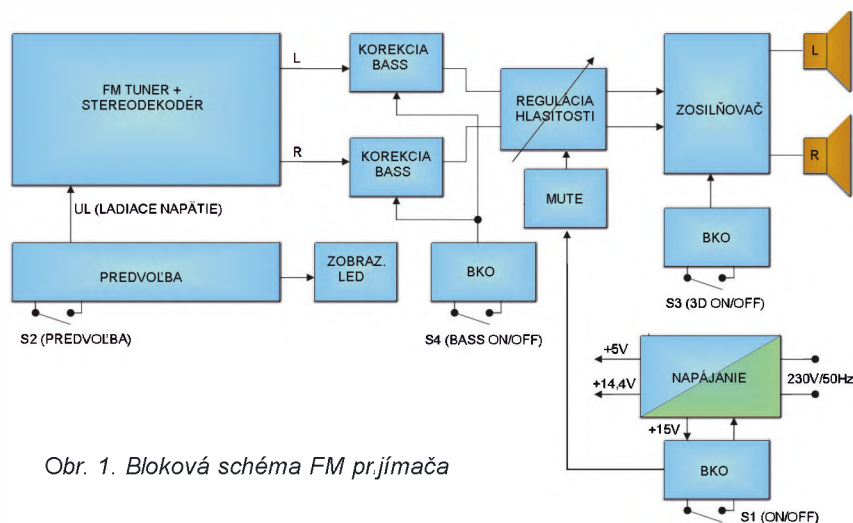 FM TUNER +
STEREODEKODÉR
L
R
KOREKCIA
BASS
KOREKCIA
BASS
REGULÁCIA
HLASITOSTI
ZOSILŇOVAČ
L
R
UL (LADIACE NAPÄTIE)
MUTE
PREDVOĽBA
ZOBRAZ.
LED
BKO
BKO
S2 (PREDVOĽBA)
S4 (BASS ON/OFF)
S3 (3D ON/OFF)
+5V
+14,4V
NAPÁJANIE
230V/50Hz
+15V
BKO
S1 (ON/OFF)
Obr. 1. Bloková schéma FM pr.jímača